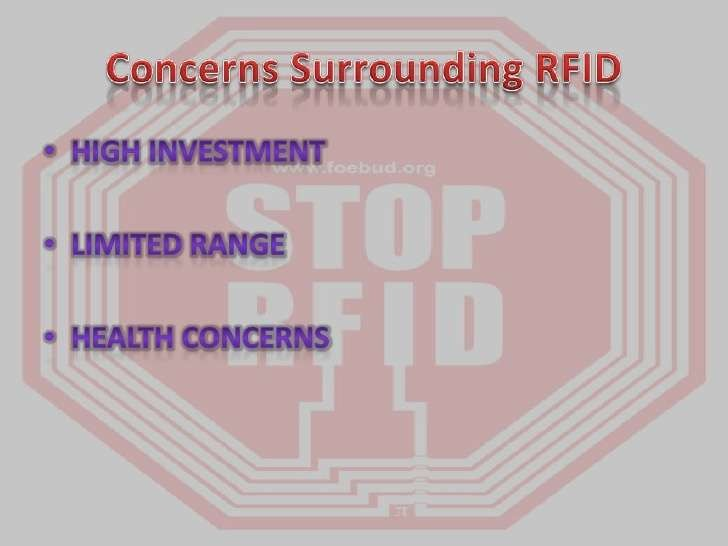 Concerns Surrounding RFID
• HIGH INVESTMENT
www.foebud.org
STOP
• LIMITED RANGE
RFID
• HEALTH CONCERNS